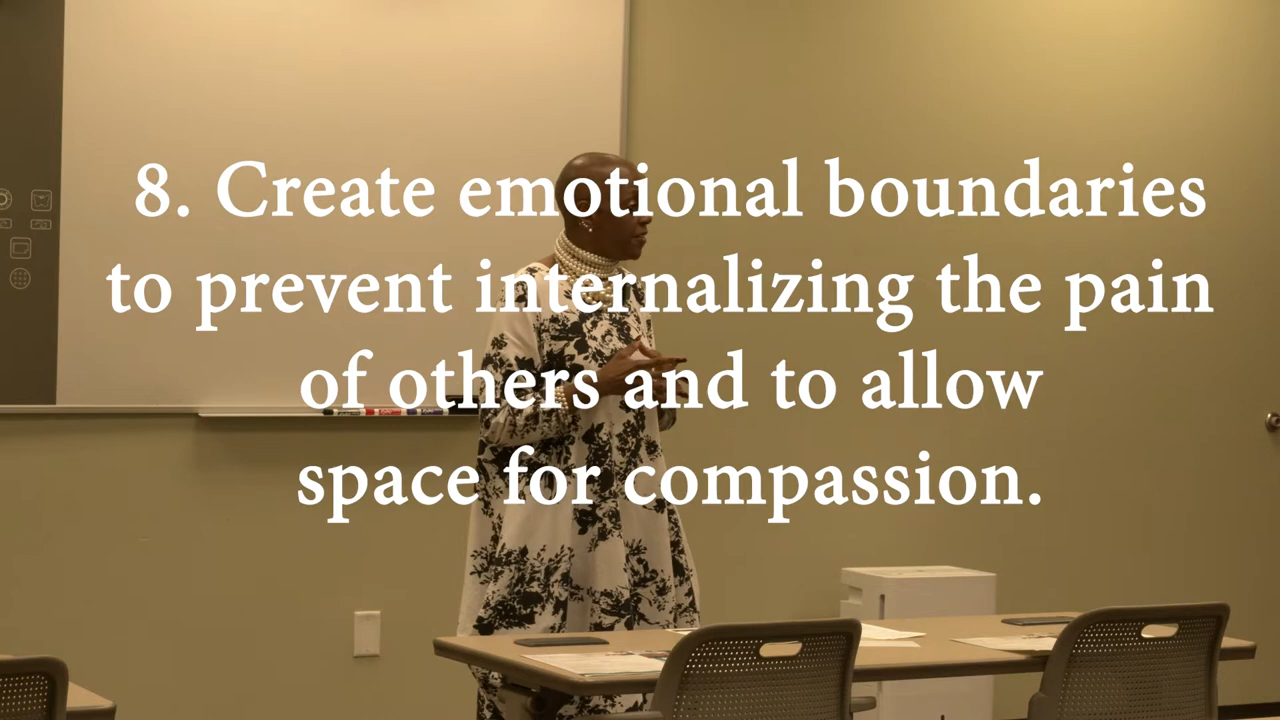 8. Create emotional boundaries
to prevent internalizing the pain
of others and to allow
space for compassion.